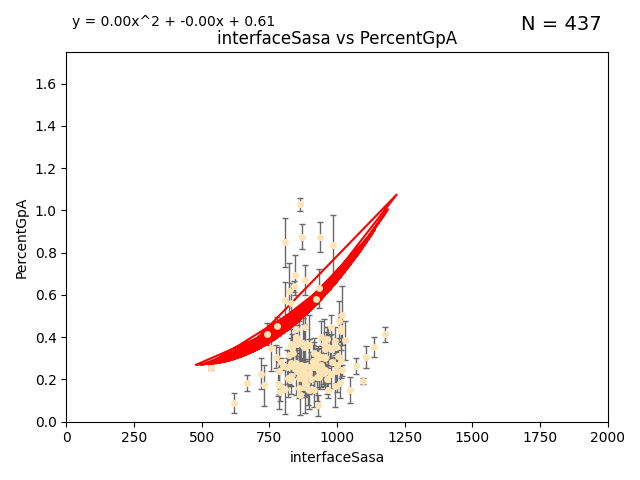 y = 0.00x^2 + -0.00x + 0.61
N = 437
interfaceSasa vs PercentGpA
PercentGpA
1.6
1.4
1.2
1.0
0.8
0.6
0.4
0.2
0.0
0 250 500 750 1000 1250 1500 1750 2000
interfaceSasa